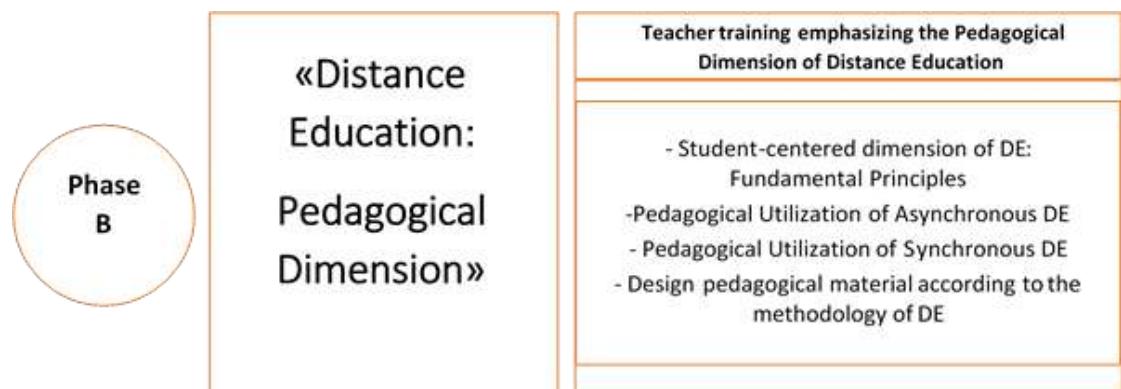 Phase
B
«Distance
Education:
Pedagogical
Dimension»
Teacher training emphasizing the Pedagogical
Dimension of Distance Education
- Student-centered dimension of DE:
Fundamental Principles
-Pedagogical Utilization of Asynchronous DE
- Pedagogical Utilization of Synchronous DE
- Design pedagogical material according to the
methodology of DE